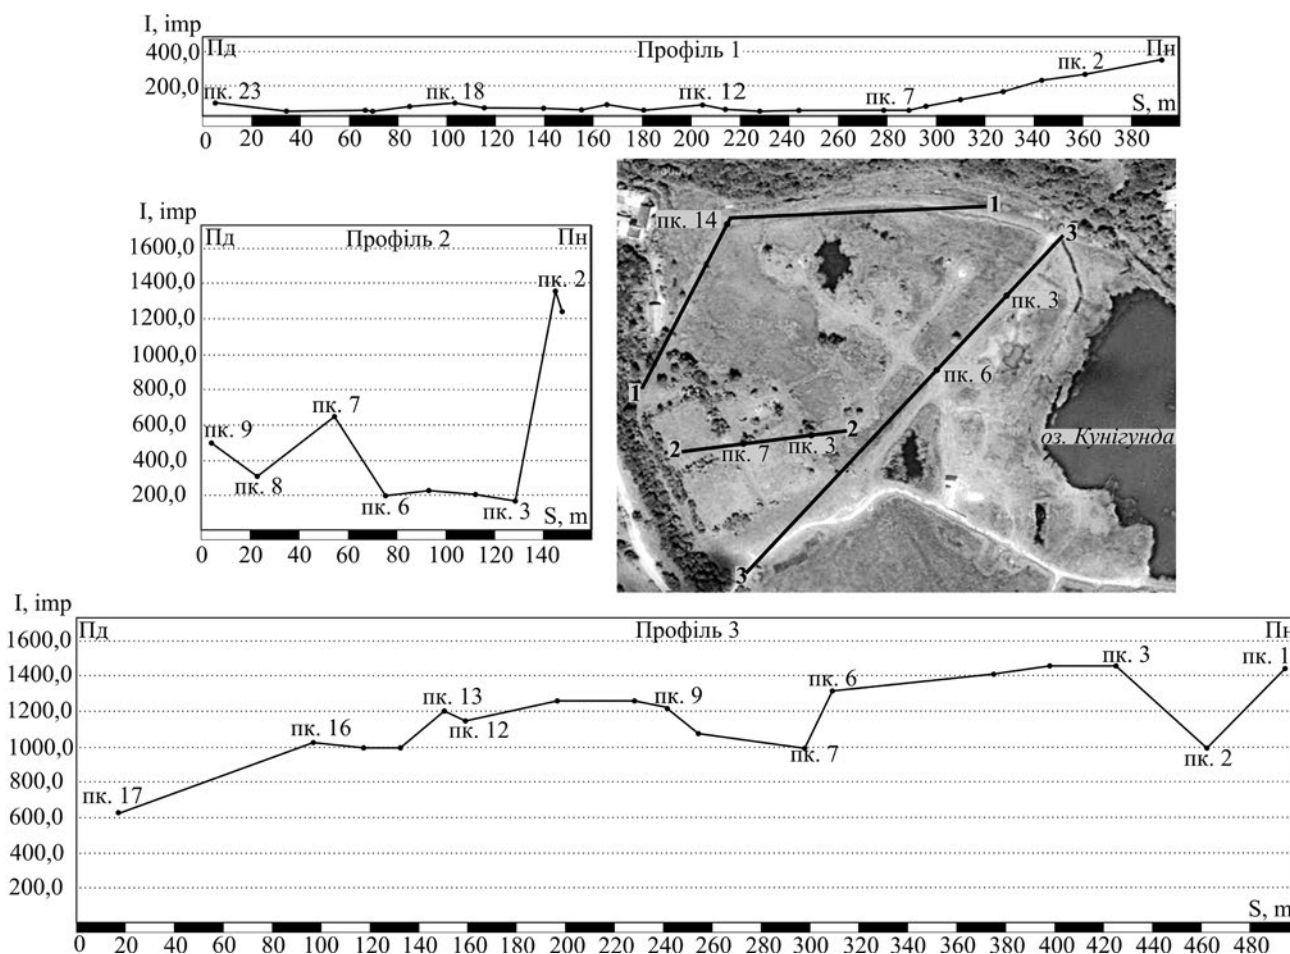 I, imp
Пд Профіль 1 Пн
400,0
200,0
пк. 23 пк. 18 пк. 12 пк. 7 пк. 2
S, m
0 20 40 60 80 100 120 140 160 180 200 220 240 260 280 300 320 340 360 380
I, imp
Пд Профіль 2 Пн
1600,0
1400,0
1200,0
1000,0
800,0
600,0
400,0
200,0
пк. 9
пк. 8
пк. 7
пк. 6
пк. 3
пк. 2
S, m
0 20 40 60 80 100 120 140
1
пк. 14
1
3
пк. 3
пк. 6
2
пк. 7
пк. 3
2
3
оз. Кунігунда
I, imp
Пд Профіль 3 Пн
1600,0
1400,0
1200,0
1000,0
800,0
600,0
400,0
200,0
пк. 17
пк. 16
пк. 13
пк. 12
пк. 9
пк. 7
пк. 6
пк. 3
пк. 2
пк. 1
S, m
0 20 40 60 80 100 120 140 160 200 220 240 260 280 300 320 340 360 380 400 420 440 460 480